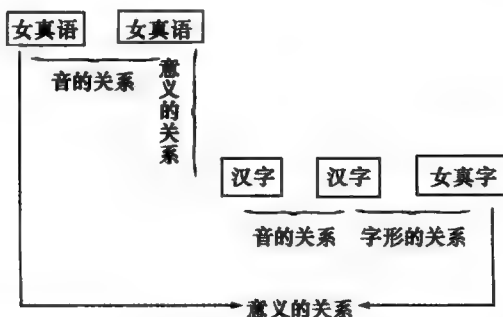 女真语 女真语
音的关系
意义的关系
汉字 汉字 女真字
音的关系 字形的关系
意义的关系